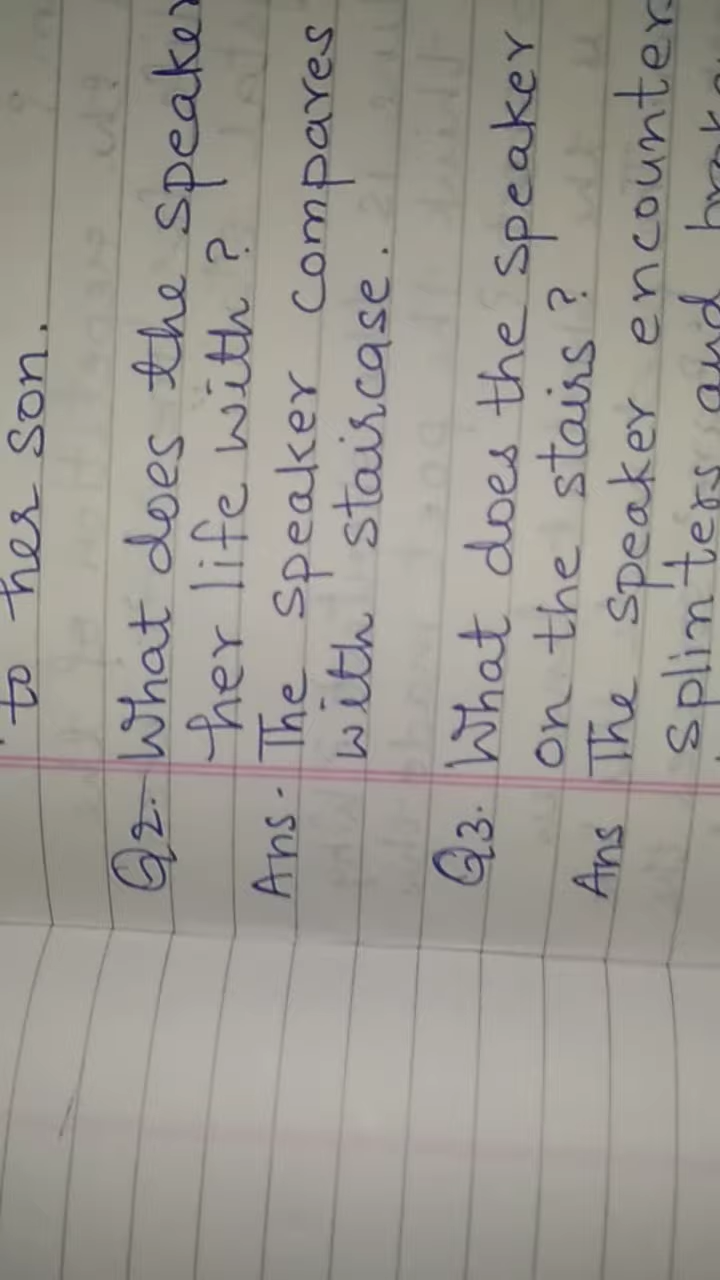 to her son.
Q2. What does the speaker
her life with?
Ans. The speaker compares
with staircase.
Q3. What does the speaker
on the stairs?
Ans The speaker encounter
splinters and